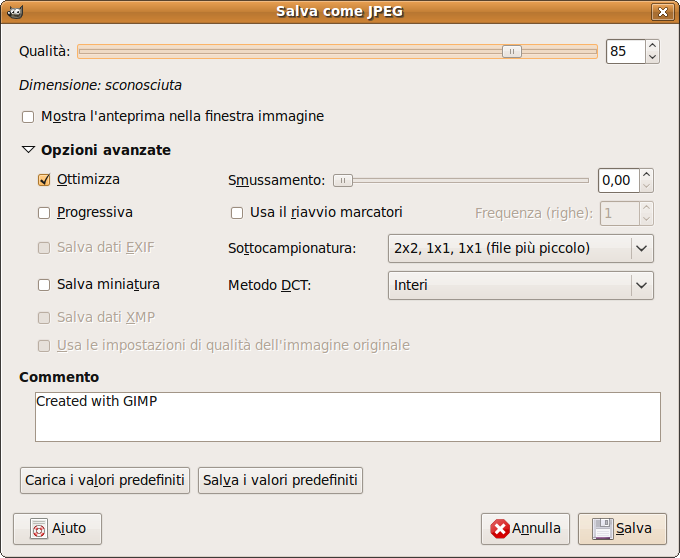 Salva come JPEG
Qualità: 85
Dimensione: sconosciuta
Mostra l'anteprima nella finestra immagine
Opzioni avanzate
Ottimizza Smussamento: 0,00
Progressiva Usa il riavvio marcatori Frequenza (righe): 1
Salva dati EXIF Sottocampionatura: 2x2, 1x1, 1x1 (file più piccolo)
Salva miniatura Metodo DCT: Interi
Salva dati XMP
Usa le impostazioni di qualità dell'immagine originale
Commento
Created with GIMP
Carica i valori predefiniti Salva i valori predefiniti
Aiuto Annulla Salva